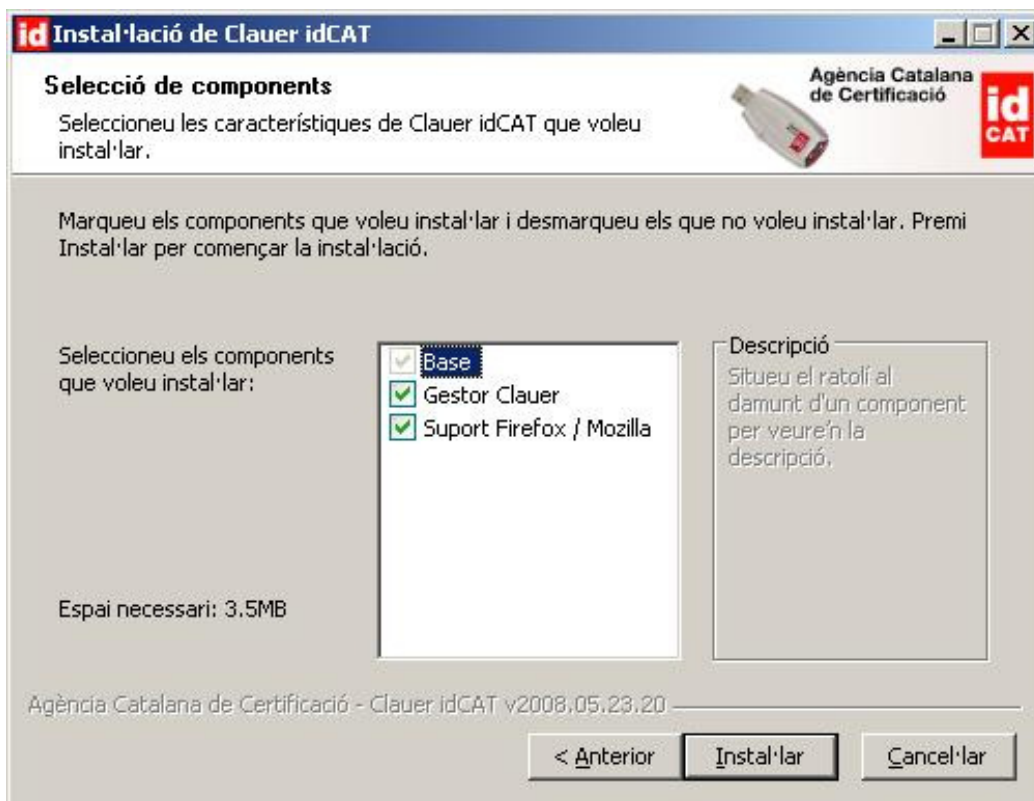 id Instal·lació de Clauer idCAT
Selecció de components
Seleccioneu les característiques de Clauer idCAT que voleu
instal·lar.
Agència Catalana
de Certificació
id
CAT
Marqueu els components que voleu instal·lar i desmarqueu els que no voleu instal·lar. Premi
Instal·lar per començar la instal·lació.
Seleccioneu els components
que voleu instal·lar:
Base
Gestor Clauer
Suport Firefox / Mozilla
Descripció
Situeu el ratolí al
damunt d'un component
per veure'n la
descripció.
Espai necessari: 3.5MB
Agència Catalana de Certificació - Clauer idCAT v2008.05.23.20
< Anterior
Instal·lar
Cancel·lar